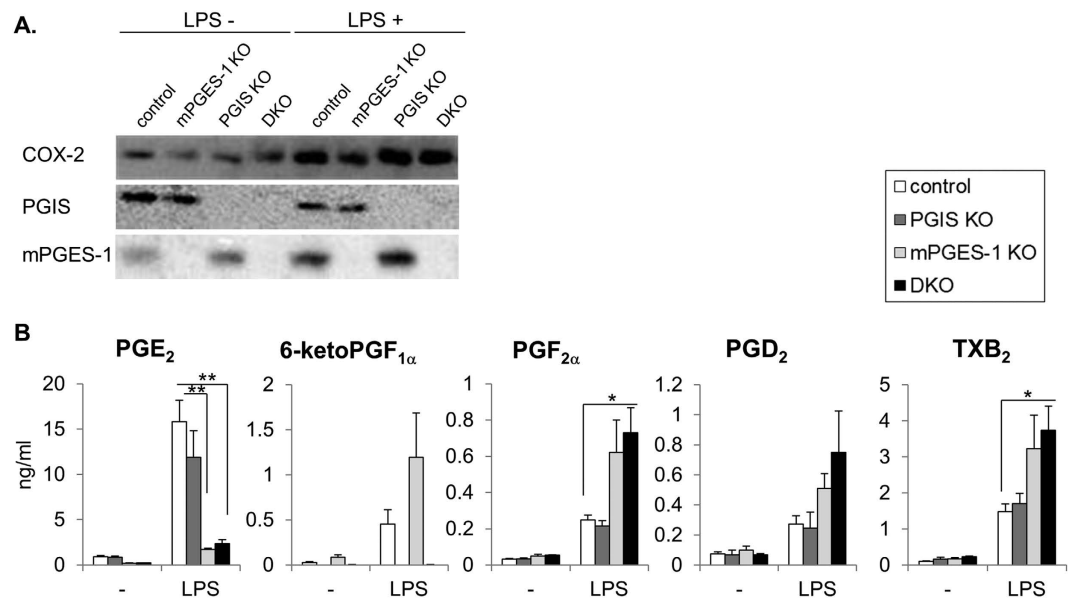 A.
LPS - LPS +
control mPGES-1 KO PGIS KO DKO control mPGES-1 KO PGIS KO DKO
COX-2
PGIS
mPGES-1
control
PGIS KO
mPGES-1 KO
DKO
B
PGE2 6-ketoPGF1α PGF2α PGD2 TXB2
ng/ml
20
15
10
5
0
**
**
- LPS
2
1.5
1
0.5
0
- LPS
1
0.8
0.6
0.4
0.2
0
*
- LPS
1.2
1
0.8
0.6
0.4
0.2
0
- LPS
5
4
3
2
1
0
*
- LPS